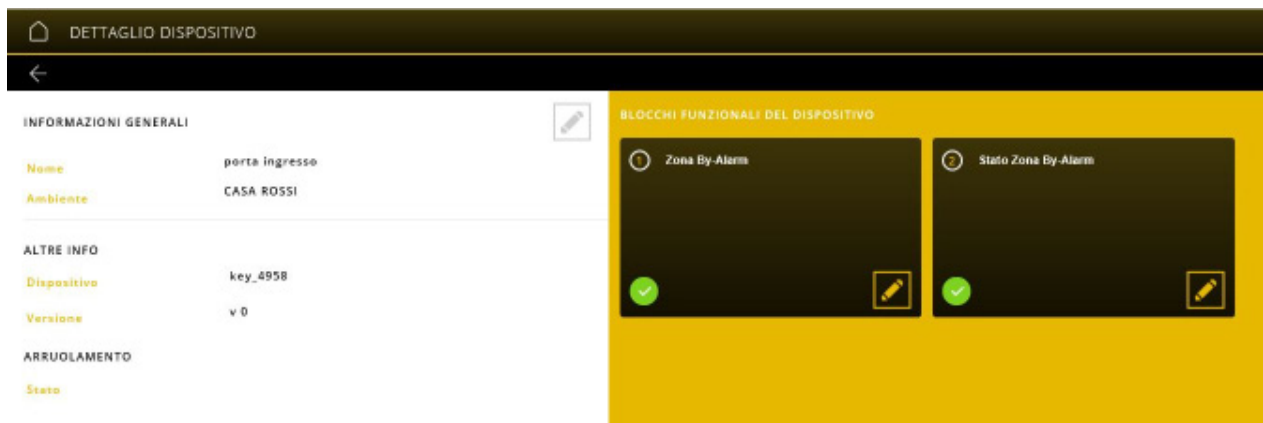 DETTAGLIO DISPOSITIVO
INFORMAZIONI GENERALI
Nome porta ingresso
Ambiente CASA ROSSI
ALTRE INFO
Dispositivo key_4958
Versione v 0
ARRUOLAMENTO
Stato
BLOCCHI FUNZIONALI DEL DISPOSITIVO
1 Zona By-Alarm
2 Stato Zona By-Alarm